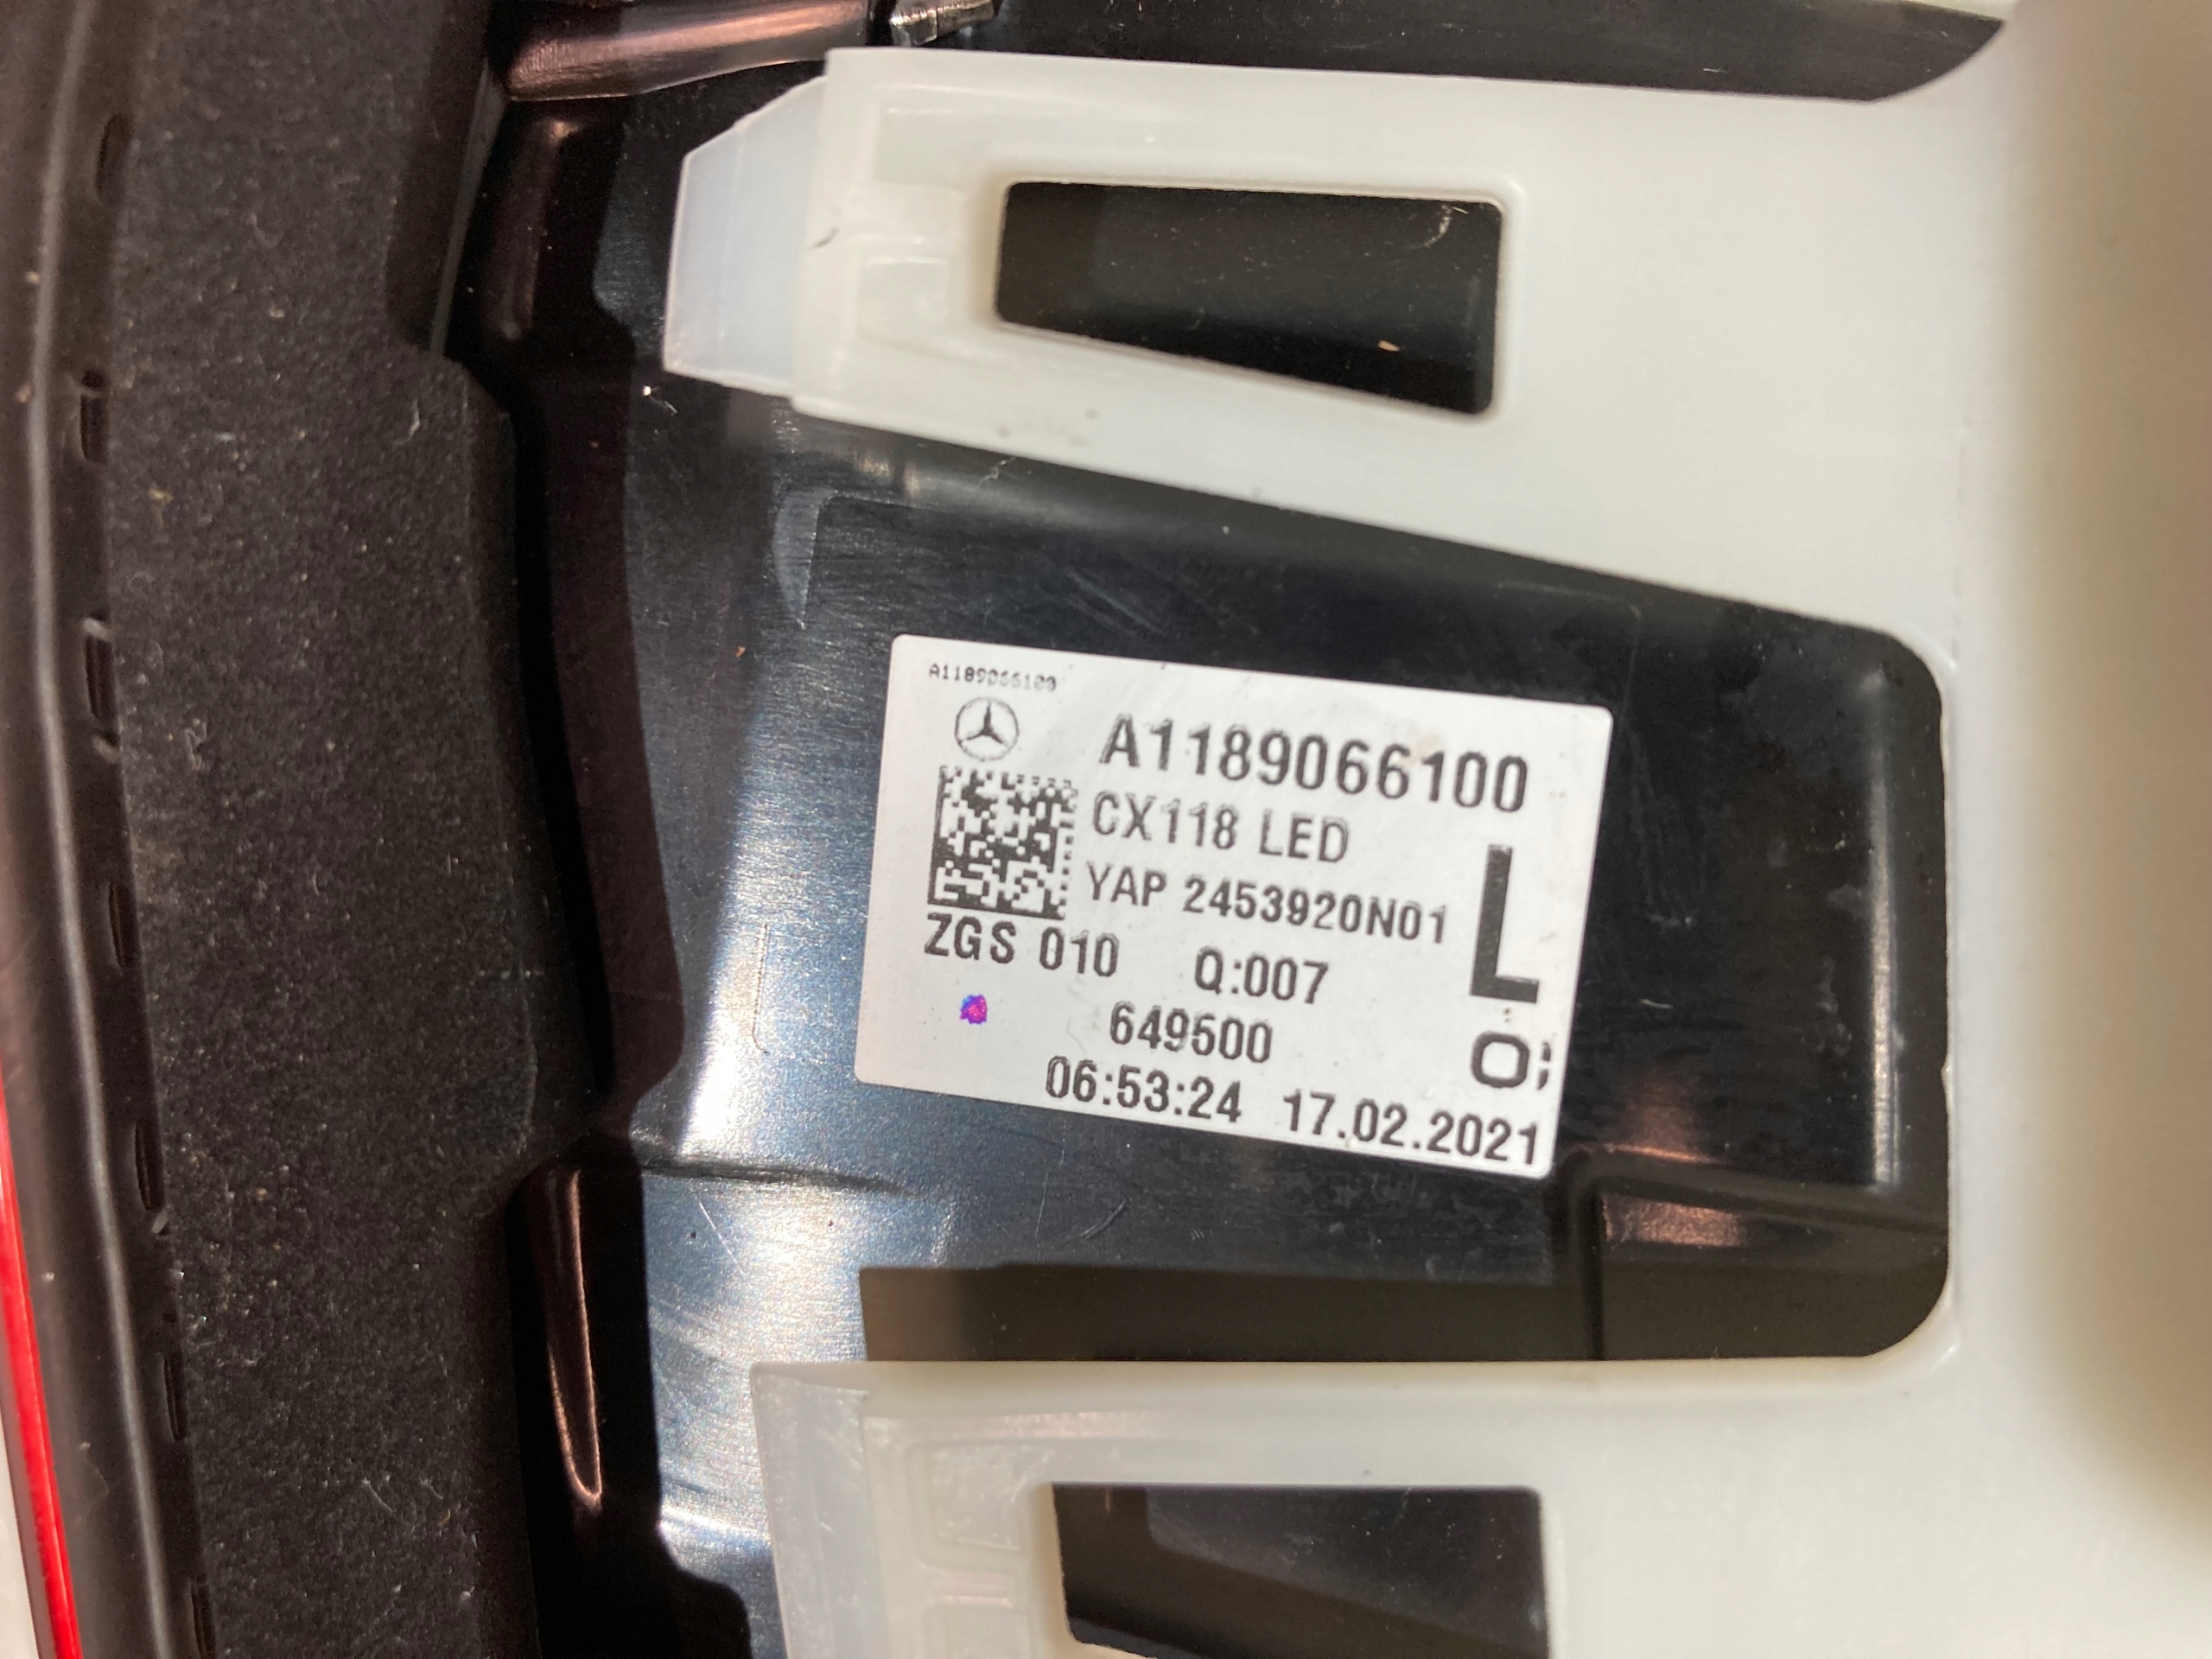 A1189066100
A1189066100
CX118 LED
YAP 2453920N01
L
ZGS 010 Q:007
649500
O;
06:53:24 17.02.2021